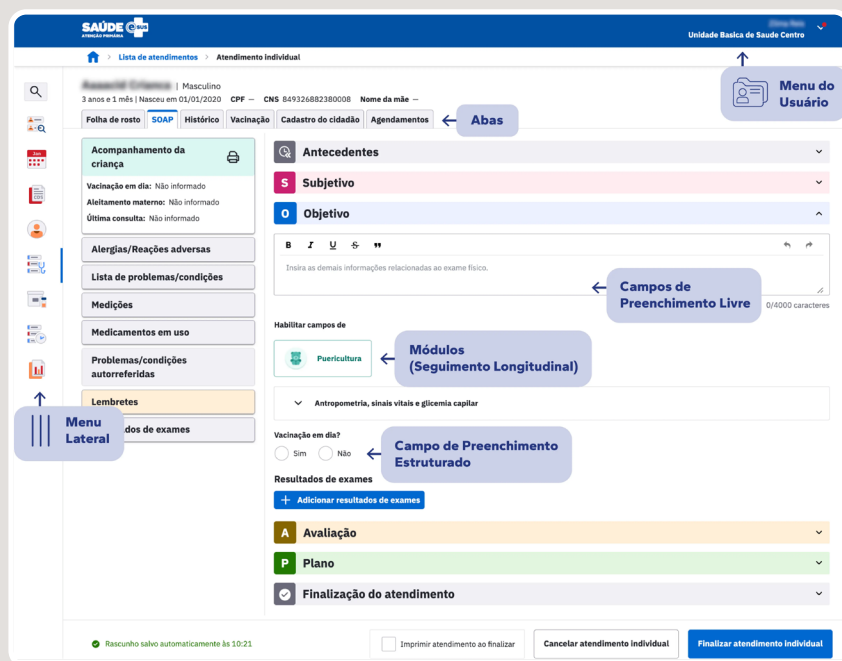 SAÚDE e-SUS
ATENÇÃO PRIMÁRIA
Unidade Basica de Saude Centro
Lista de atendimentos > Atendimento individual
Menu do
Usuário
| Masculino
3 anos e 1 mês | Nasceu em 01/01/2020 CPF — CNS 849326882380008 Nome da mãe —
Folha de rosto SOAP Histórico Vacinação Cadastro do cidadão Agendamentos
Abas
Acompanhamento da
criança
Vacinação em dia: Não informado
Aleitamento materno: Não informado
Última consulta: Não informado
Alergias/Reações adversas
Lista de problemas/condições
Medições
Medicamentos em uso
Problemas/condições
autorreferidas
Lembretes
dos de exames
Menu
Lateral
Antecedentes
S Subjetivo
O Objetivo
B I U S
Insira as demais informações relacionadas ao exame físico.
Campos de
Preenchimento Livre
0/4000 caracteres
Habilitar campos de
Puericultura
Módulos
(Seguimento Longitudinal)
Antropometria, sinais vitais e glicemia capilar
Vacinação em dia?
Sim Não
Campo de Preenchimento
Estruturado
Resultados de exames
+ Adicionar resultados de exames
A Avaliação
P Plano
Finalização do atendimento
Rascunho salvo automaticamente às 10:21
Imprimir atendimento ao finalizar
Cancelar atendimento individual
Finalizar atendimento individual